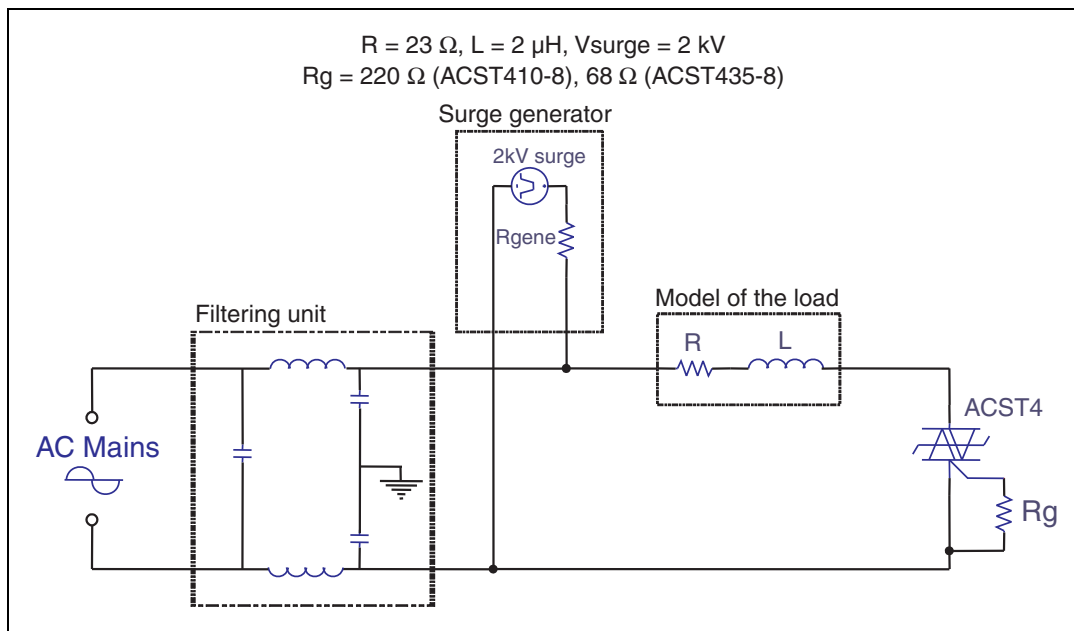 R = 23 Ω, L = 2 µH, Vsurge = 2 kV
Rg = 220 Ω (ACST410-8), 68 Ω (ACST435-8)
Surge generator
2kV surge
Rgene
Model of the load
Filtering unit
R
L
ACST4
AC Mains
Rg